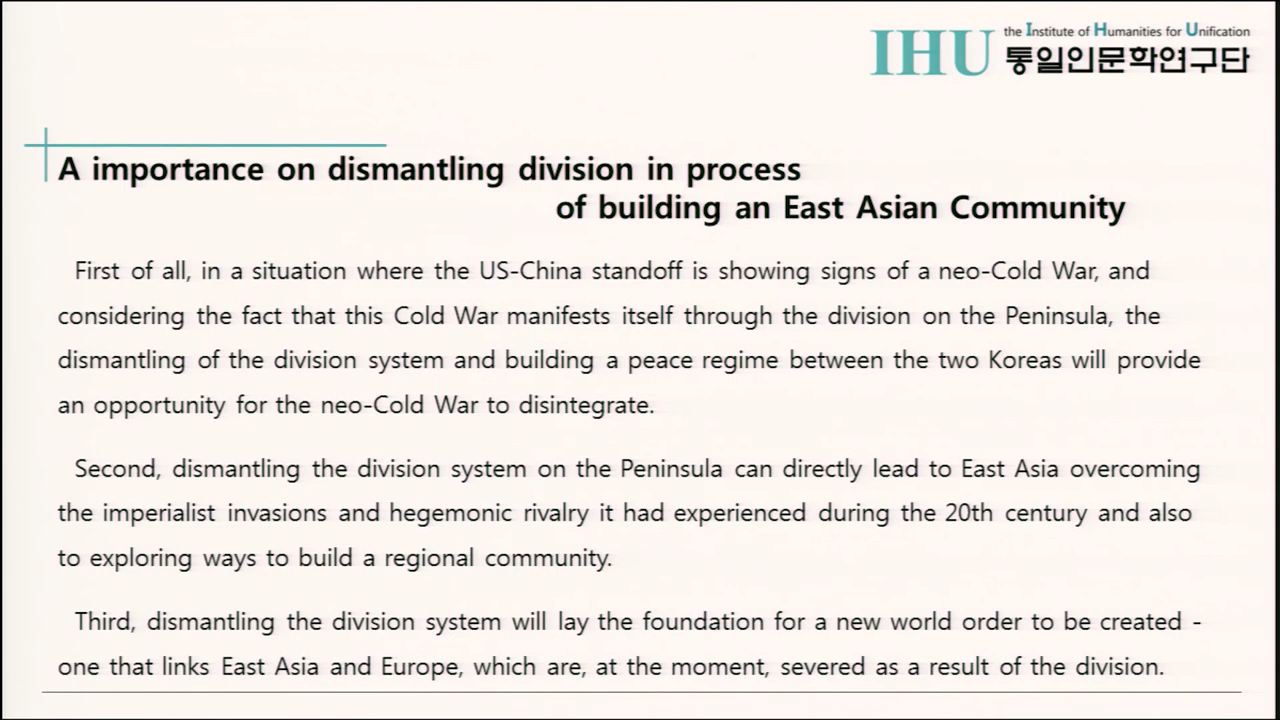 IHU the Institute of Humanities for Unification
통일인문학연구단
A importance on dismantling division in process
of building an East Asian Community
First of all, in a situation where the US-China standoff is showing signs of a neo-Cold War, and
considering the fact that this Cold War manifests itself through the division on the Peninsula, the
dismantling of the division system and building a peace regime between the two Koreas will provide
an opportunity for the neo-Cold War to disintegrate.
Second, dismantling the division system on the Peninsula can directly lead to East Asia overcoming
the imperialist invasions and hegemonic rivalry it had experienced during the 20th century and also
to exploring ways to build a regional community.
Third, dismantling the division system will lay the foundation for a new world order to be created -
one that links East Asia and Europe, which are, at the moment, severed as a result of the division.